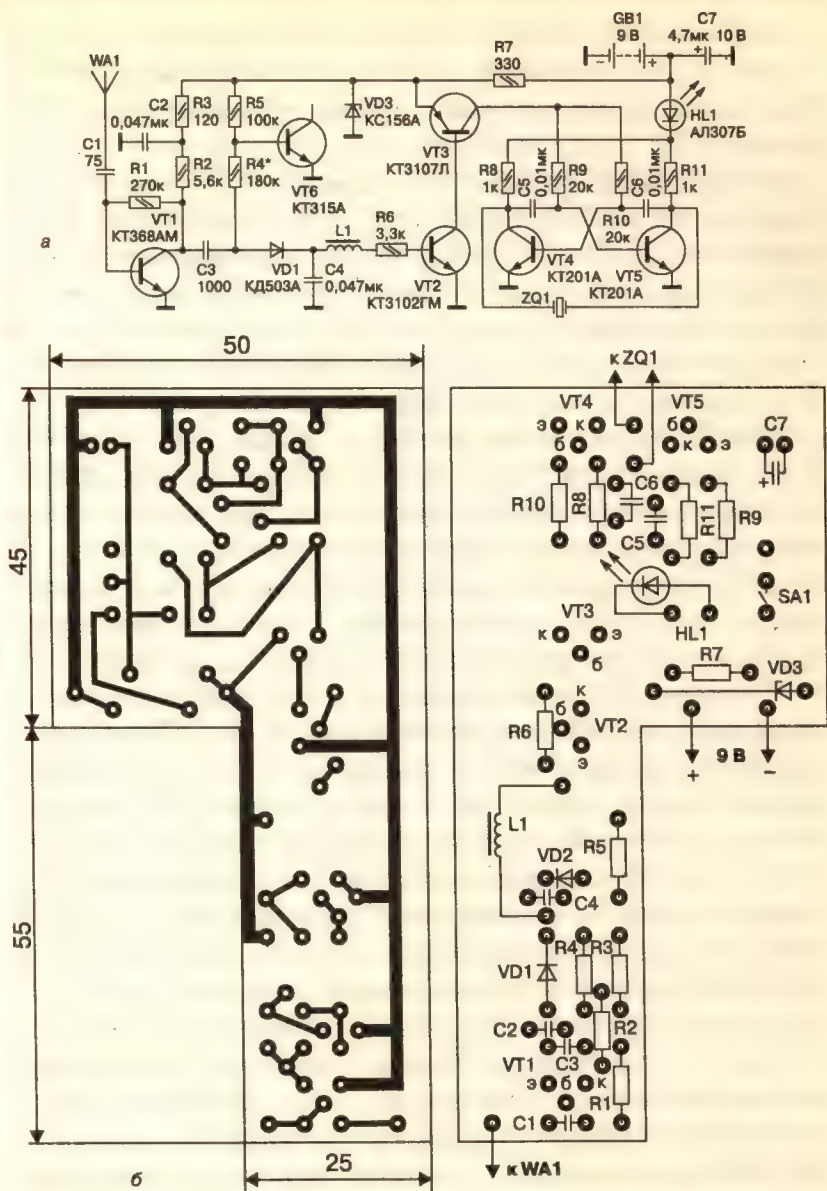 GB1
9 В
C7
4,7мк 10 В
WA1
R7
330
C2
0,047мк
R3
120
R5
100к
VD3
КС156А
HL1
АЛ307Б
C1
75
R1
270к
R2
5,6к
R4*
180к
VT6
КТ315А
VT3
КТ3107Л
R8
1к
C5
0,01мк
R9
20к
C6
0,01мк
R11
1к
R10
20к
VT1
КТ368АМ
L1
R6
3,3к
а
C3
1000
VD1
КД503А
C4
0,047мк
VT2
КТ3102ГМ
VT4
КТ201А
VT5
КТ201А
ZQ1
50
45
55
25
б
к ZQ1
VT4
VT5
э
к
б
б
к
э
C7
+
R10
R8
C6
C5
R11
R9
SA1
HL1
VT3
к
э
б
R7
VD3
к
б
VT2
э
R6
+ 9 В −
L1
R5
VD2
C4
R4
R3
VD1
C2
R2
C3
VT1
э
б
к
R1
C1
к WA1